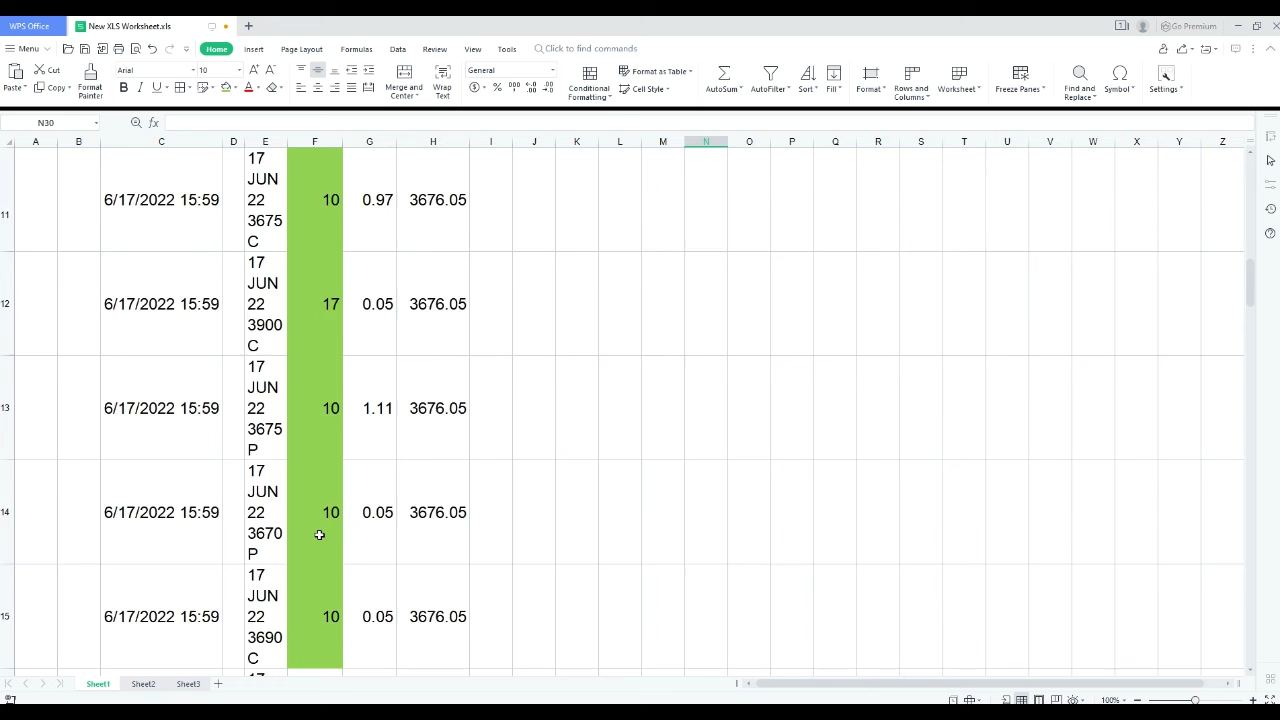 WPS Office
New XLS Worksheet.xls
+
Go Premium
Menu
Home
Insert
Page Layout
Formulas
Data
Review
View
Tools
Click to find commands
Paste
Cut
Copy
Format
Painter
Arial
10
B I U A
Merge and
Center
Wrap
Text
General
Conditional
Formatting
Format as Table
Cell Style
AutoSum
AutoFilter
Sort
Fill
Format
Rows and
Columns
Worksheet
Freeze Panes
Find and
Replace
Symbol
Settings
N30
fx
A B C D E F G H I J K L M N O P Q R S T U V W X Y Z
11
6/17/2022 15:59
17
JUN
22
3675
C
10
0.97
3676.05
12
6/17/2022 15:59
17
JUN
22
3900
C
17
0.05
3676.05
13
6/17/2022 15:59
17
JUN
22
3675
P
10
1.11
3676.05
14
6/17/2022 15:59
17
JUN
22
3670
P
10
0.05
3676.05
15
6/17/2022 15:59
17
JUN
22
3690
C
10
0.05
3676.05
Sheet1
Sheet2
Sheet3
+
100%